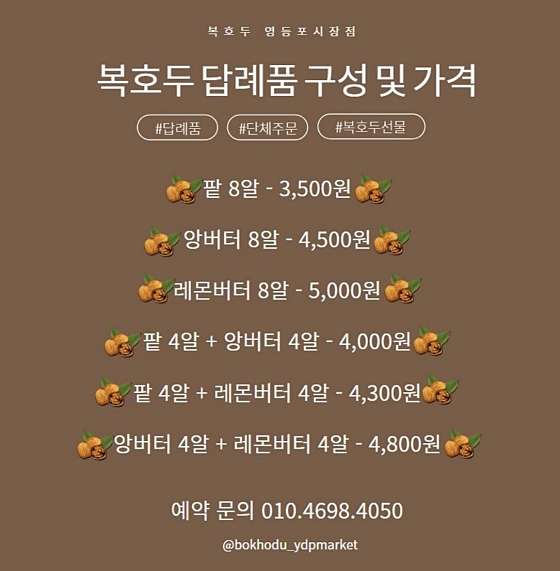 복호두 영등포시장점
복호두 답례품 구성 및 가격
#답례품 #단체주문 #복호두선물
팥 8알 - 3,500원
앙버터 8알 - 4,500원
레몬버터 8알 - 5,000원
팥 4알 + 앙버터 4알 - 4,000원
팥 4알 + 레몬버터 4알 - 4,300원
앙버터 4알 + 레몬버터 4알 - 4,800원
예약 문의 010.4698.4050
@bokhodu_ydpmarket